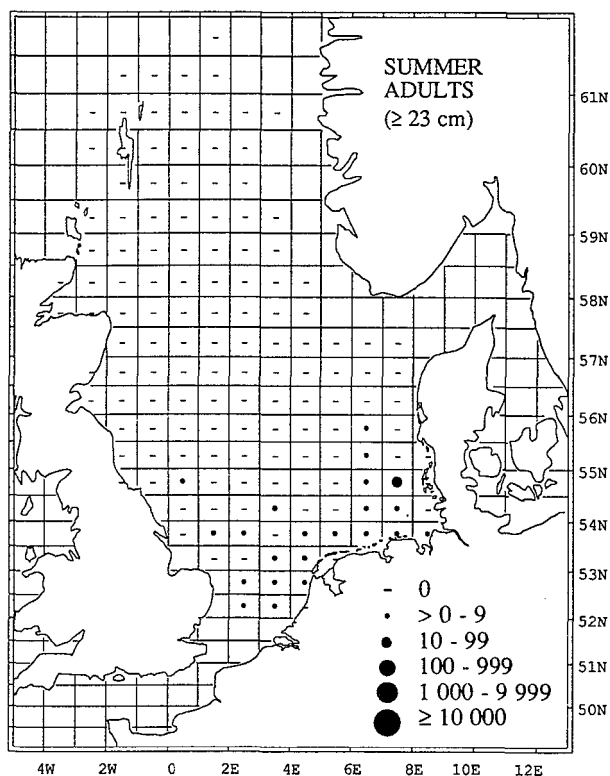 SUMMER
ADULTS
(≥ 23 cm)
61N
60N
59N
58N
57N
56N
55N
54N
53N
52N
51N
50N
- 0
> 0 - 9
10 - 99
100 - 999
1 000 - 9 999
≥ 10 000
4W 2W 0 2E 4E 6E 8E 10E 12E